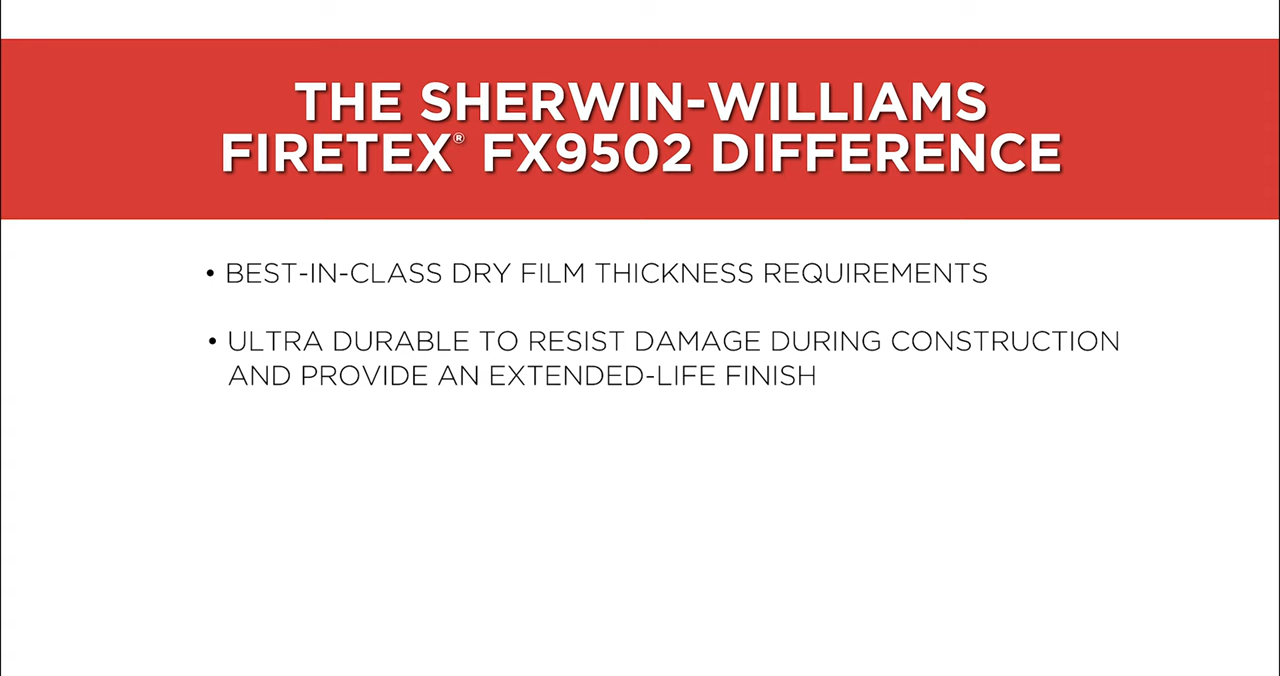 THE SHERWIN-WILLIAMS
FIRETEX® FX9502 DIFFERENCE
• BEST-IN-CLASS DRY FILM THICKNESS REQUIREMENTS
• ULTRA DURABLE TO RESIST DAMAGE DURING CONSTRUCTION
AND PROVIDE AN EXTENDED-LIFE FINISH